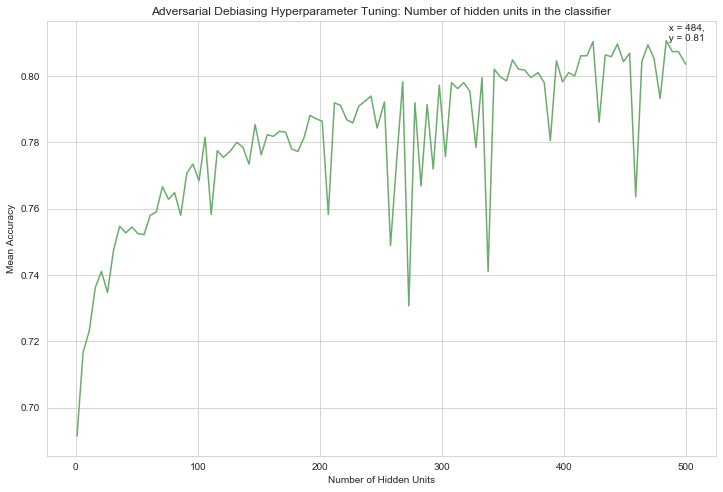 Adversarial Debiasing Hyperparameter Tuning: Number of hidden units in the classifier
x = 484,
y = 0.81
0.80
0.78
0.76
0.74
0.72
0.70
Mean Accuracy
0
100
200
300
400
500
Number of Hidden Units